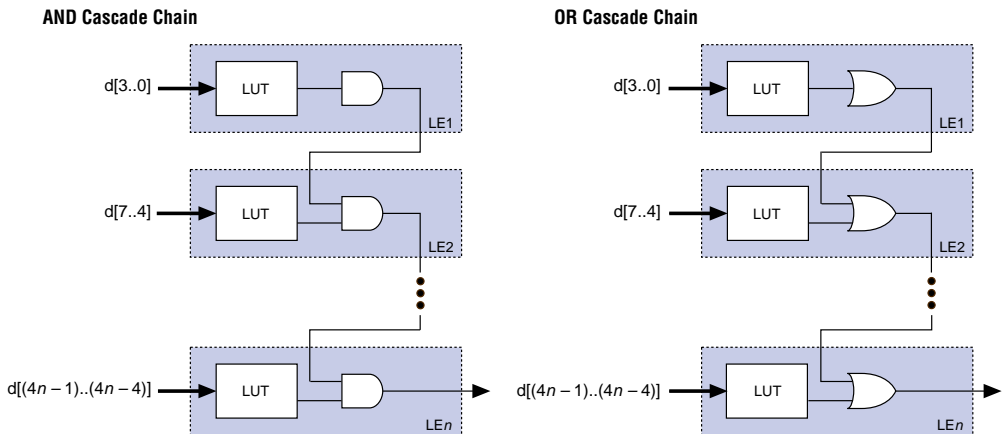 AND Cascade Chain
d[3..0]
LUT
LE1
d[7..4]
LUT
LE2
d[(4n – 1)..(4n – 4)]
LUT
LEn
OR Cascade Chain
d[3..0]
LUT
LE1
d[7..4]
LUT
LE2
d[(4n – 1)..(4n – 4)]
LUT
LEn